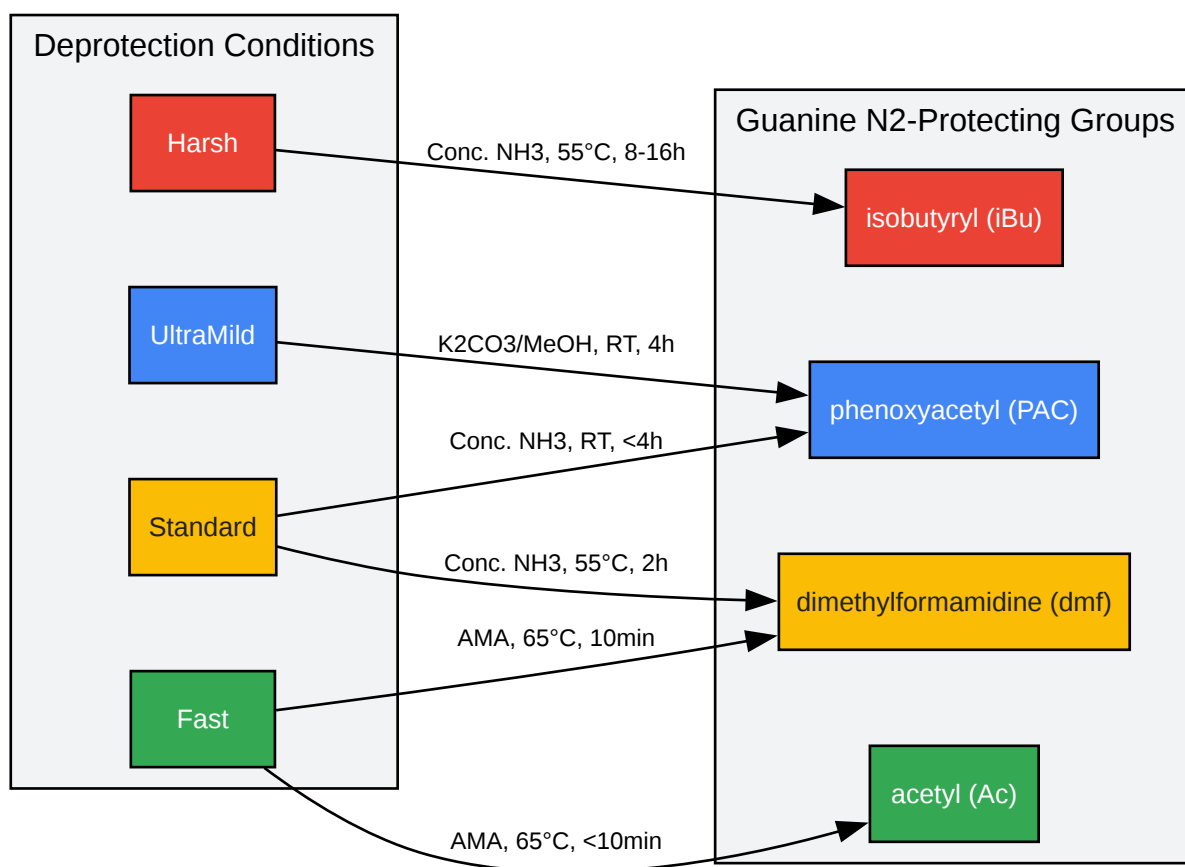 Deprotection Conditions
Harsh
UltraMild
Standard
Fast
Conc. NH3, 55°C, 8-16h
K2CO3/MeOH, RT, 4h
Conc. NH3, RT, <4h
Conc. NH3, 55°C, 2h
AMA, 65°C, 10min
AMA, 65°C, <10min
Guanine N2-Protecting Groups
isobutyryl (iBu)
phenoxyacetyl (PAC)
dimethylformamidine (dmf)
acetyl (Ac)